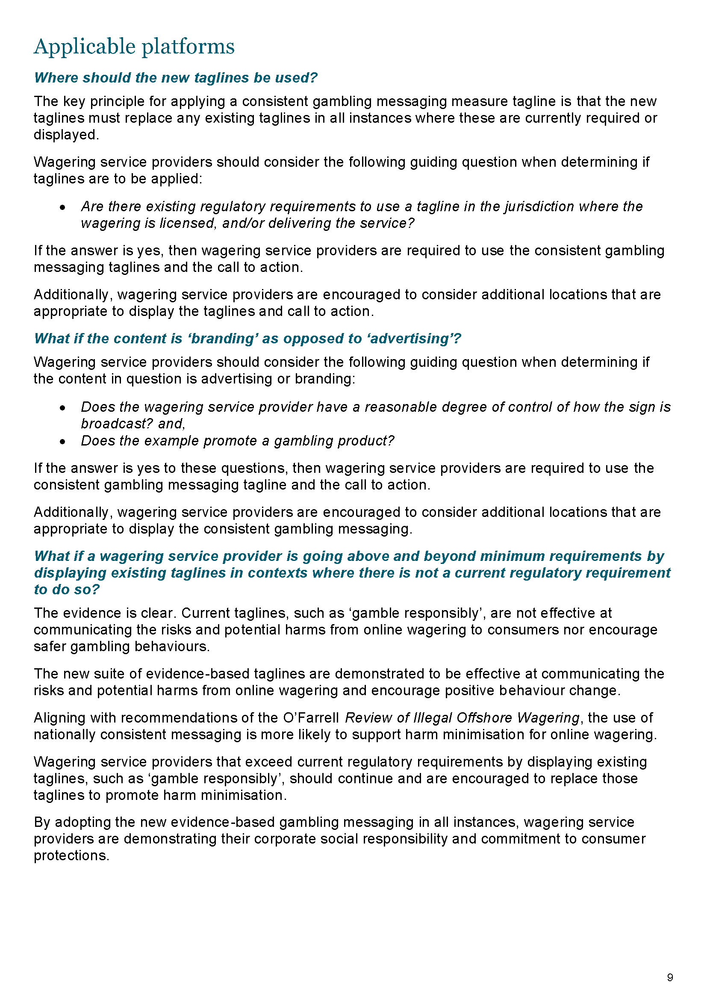 Applicable platforms
Where should the new taglines be used?
The key principle for applying a consistent gambling messaging measure tagline is that the new
taglines must replace any existing taglines in all instances where these are currently required or
displayed.
Wagering service providers should consider the following guiding question when determining if
taglines are to be applied:
• Are there existing regulatory requirements to use a tagline in the jurisdiction where the
wagering is licensed, and/or delivering the service?
If the answer is yes, then wagering service providers are required to use the consistent gambling
messaging taglines and the call to action.
Additionally, wagering service providers are encouraged to consider additional locations that are
appropriate to display the taglines and call to action.
What if the content is ‘branding’ as opposed to ‘advertising’?
Wagering service providers should consider the following guiding question when determining if
the content in question is advertising or branding:
• Does the wagering service provider have a reasonable degree of control of how the sign is
broadcast? and,
• Does the example promote a gambling product?
If the answer is yes to these questions, then wagering service providers are required to use the
consistent gambling messaging tagline and the call to action.
Additionally, wagering service providers are encouraged to consider additional locations that are
appropriate to display the consistent gambling messaging.
What if a wagering service provider is going above and beyond minimum requirements by
displaying existing taglines in contexts where there is not a current regulatory requirement
to do so?
The evidence is clear. Current taglines, such as ‘gamble responsibly’, are not effective at
communicating the risks and potential harms from online wagering to consumers nor encourage
safer gambling behaviours.
The new suite of evidence-based taglines are demonstrated to be effective at communicating the
risks and potential harms from online wagering and encourage positive behaviour change.
Aligning with recommendations of the O’Farrell Review of Illegal Offshore Wagering, the use of
nationally consistent messaging is more likely to support harm minimisation for online wagering.
Wagering service providers that exceed current regulatory requirements by displaying existing
taglines, such as ‘gamble responsibly’, should continue and are encouraged to replace those
taglines to promote harm minimisation.
By adopting the new evidence-based gambling messaging in all instances, wagering service
providers are demonstrating their corporate social responsibility and commitment to consumer
protections.
9